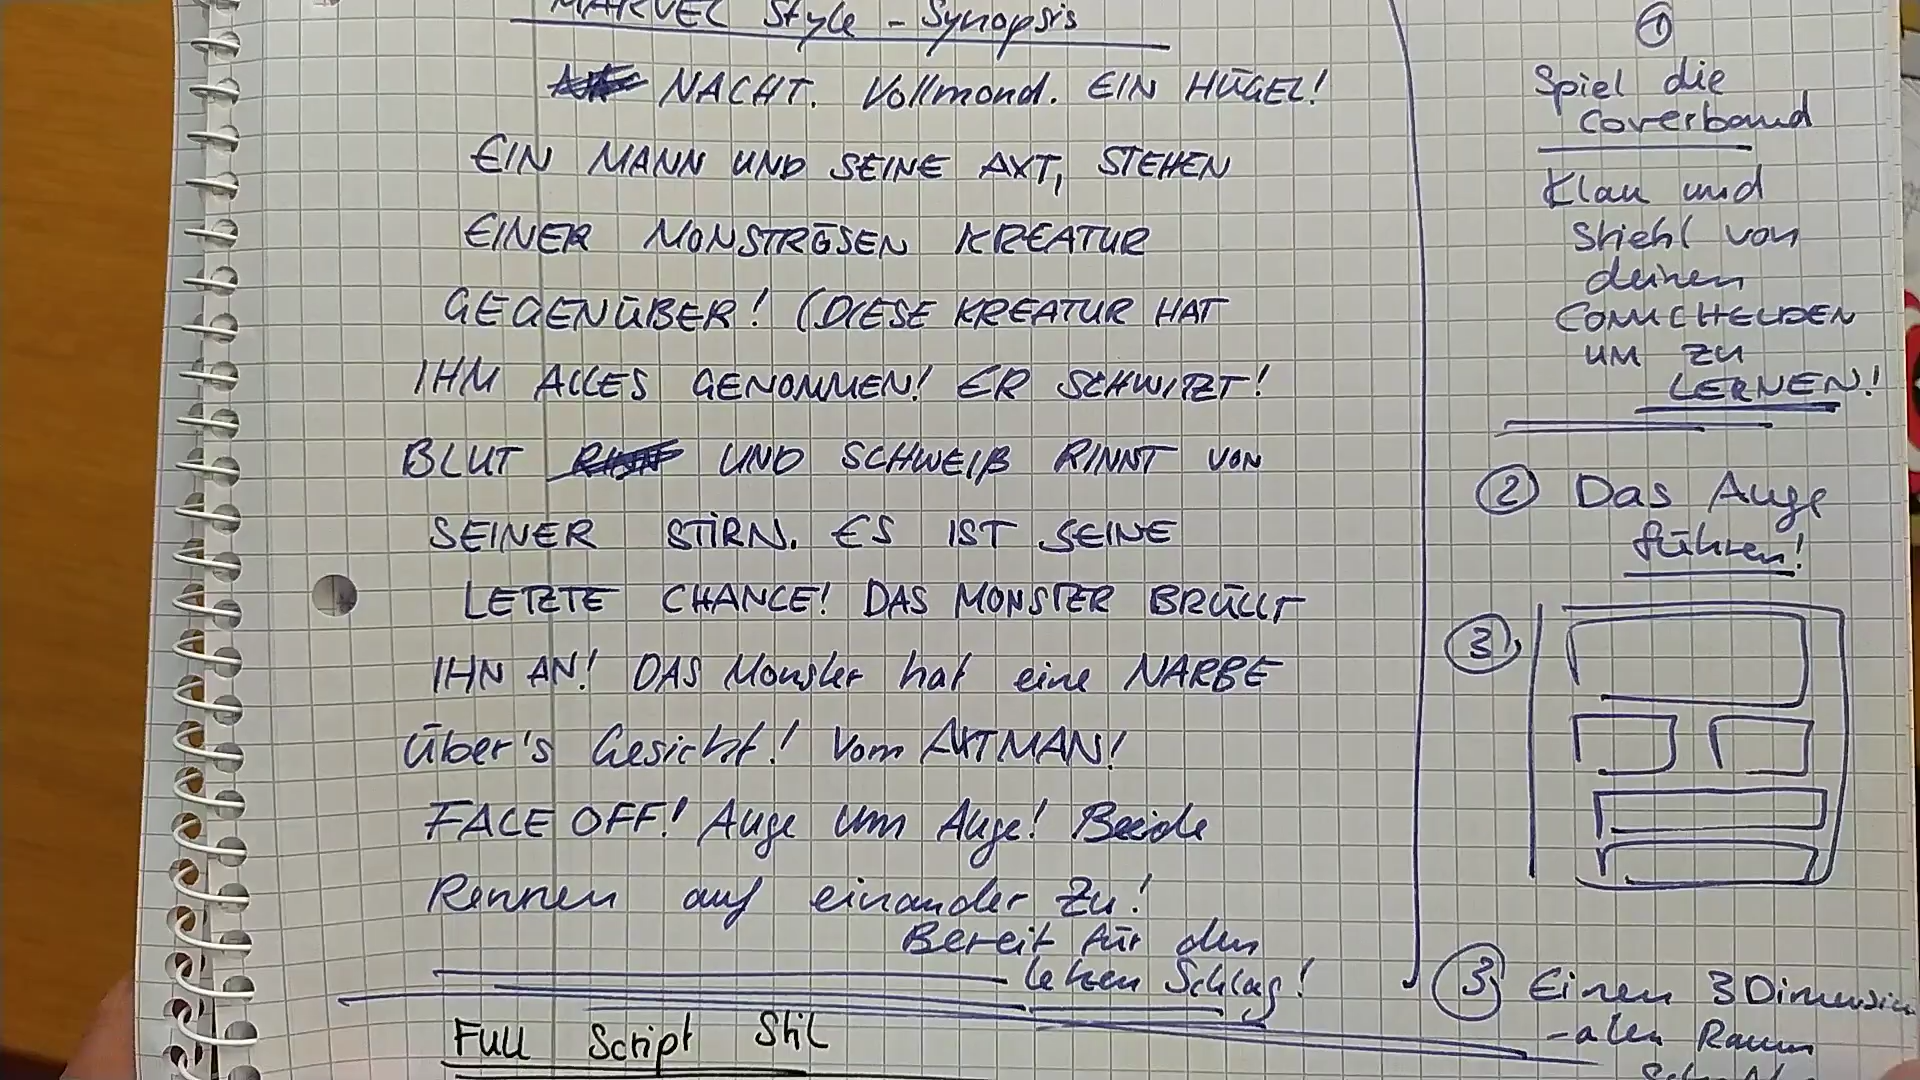 MARVEL Style - Synopsis
NACHT. Vollmond. EIN HÜGEL!
EIN MANN UND SEINE AXT, STEHEN
EINER MONSTRÖSEN KREATUR
GEGENÜBER! (DIESE KREATUR HAT
IHM ALLES GENOMMEN! ER SCHWITZT!
BLUT UND SCHWEIß RINNT VON
SEINER STIRN. ES IST SEINE
LETZTE CHANCE! DAS MONSTER BRÜLLT
IHN AN! DAS Monster hat eine NARBE
über's Gesicht! Vom AXTMAN!
FACE OFF! Auge um Auge! Beide
Rennen auf einander zu!
Bereit für den
letzten Schlag!
Full Script Stil
1
Spiel die
Coverband
Klau und
Stiehl von
deinen
COMICHELDEN
UM ZU
LERNEN!
2 Das Auge
führen!
3
3 Einen 3Dimension
-alen Raum